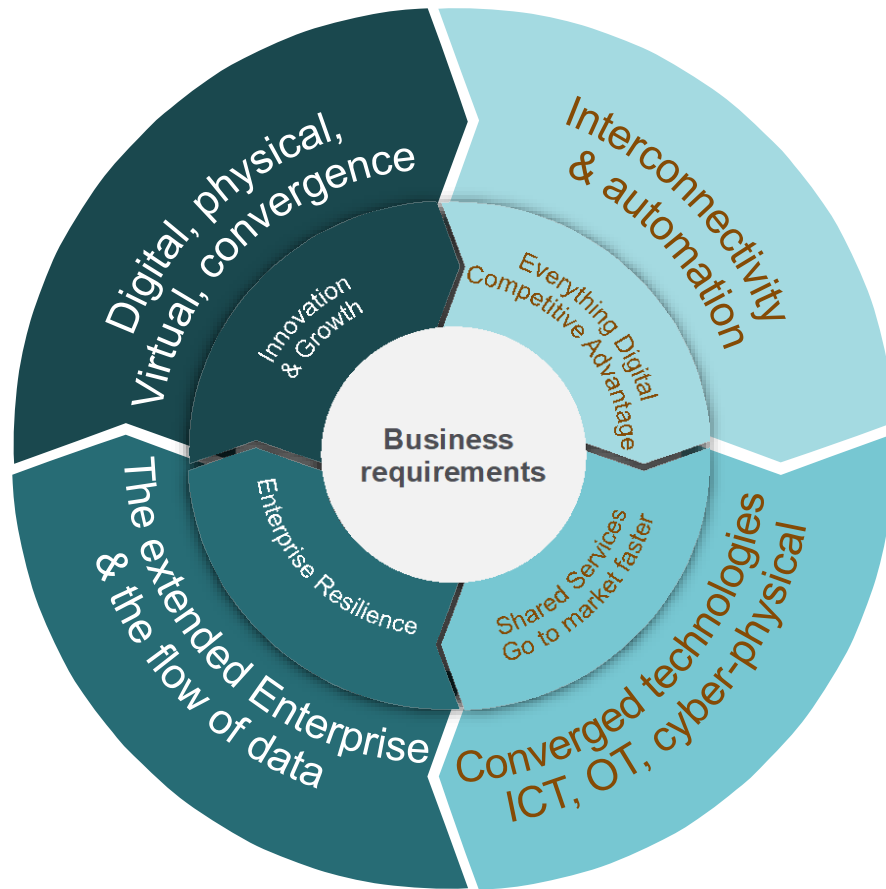 Digital, physical,
Virtual, convergence
Interconnectivity
& automation
Innovation
& Growth
Everything Digital
Competitive Advantage
Business
requirements
Enterprise Resilience
Shared Services
Go to market faster
The extended Enterprise
& the flow of data
Converged technologies
ICT, OT, cyber-physical